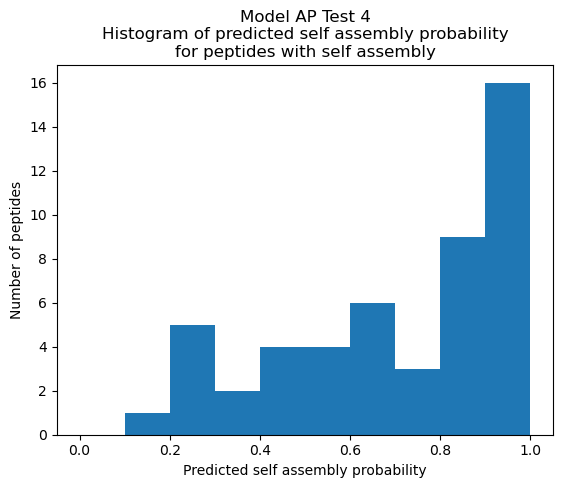 Model AP Test 4
Histogram of predicted self assembly probability
for peptides with self assembly
Number of peptides
16
14
12
10
8
6
4
2
0
0.0 0.2 0.4 0.6 0.8 1.0
Predicted self assembly probability